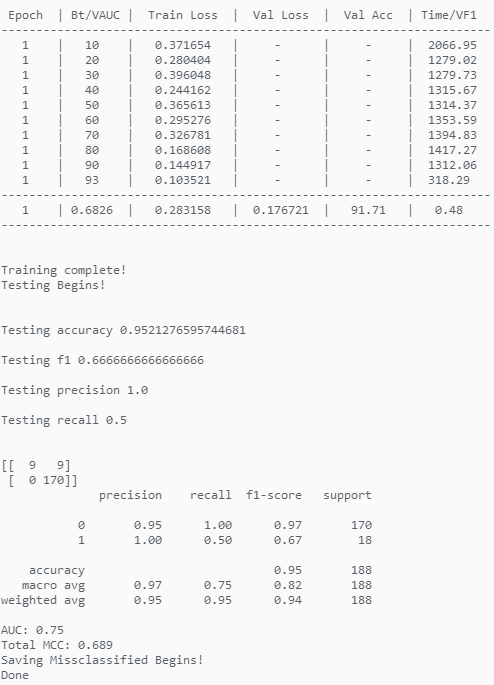 Epoch | Bt/VAUC | Train Loss | Val Loss | Val Acc | Time/VF1
----------------------------------------------------------------------
1 | 10 | 0.371654 | - | - | 2066.95
1 | 20 | 0.280404 | - | - | 1279.02
1 | 30 | 0.396048 | - | - | 1279.73
1 | 40 | 0.244162 | - | - | 1315.67
1 | 50 | 0.365613 | - | - | 1314.37
1 | 60 | 0.295276 | - | - | 1353.59
1 | 70 | 0.326781 | - | - | 1394.83
1 | 80 | 0.168608 | - | - | 1417.27
1 | 90 | 0.144917 | - | - | 1312.06
1 | 93 | 0.103521 | - | - | 318.29
----------------------------------------------------------------------
1 | 0.6826 | 0.283158 | 0.176721 | 91.71 | 0.48
----------------------------------------------------------------------
Training complete!
Testing Begins!
Testing accuracy 0.9521276595744681
Testing f1 0.6666666666666666
Testing precision 1.0
Testing recall 0.5
[[ 9 9]
[ 0 170]]
precision recall f1-score support
0 0.95 1.00 0.97 170
1 1.00 0.50 0.67 18
accuracy 0.95 188
macro avg 0.97 0.75 0.82 188
weighted avg 0.95 0.95 0.94 188
AUC: 0.75
Total MCC: 0.689
Saving Missclassified Begins!
Done